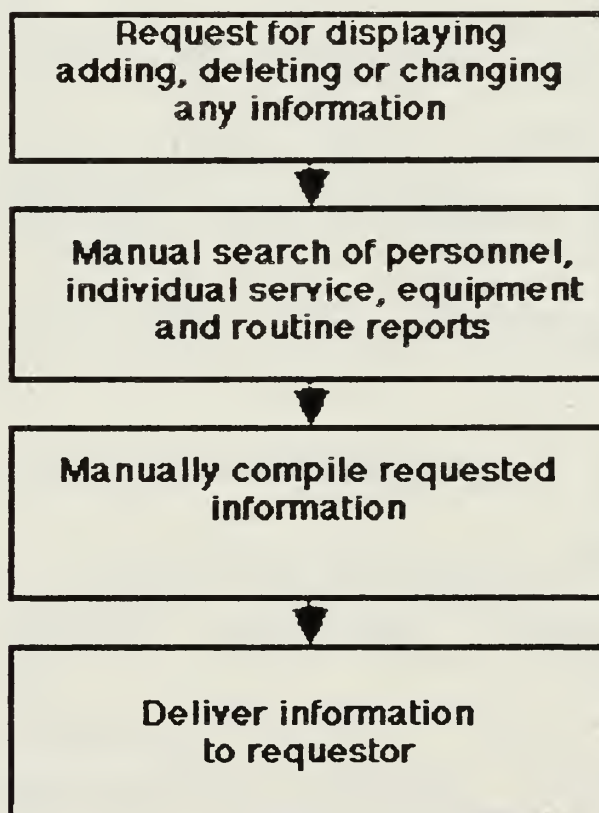 Request for displaying
adding, deleting or changing
any information
Manual search of personnel,
individual service, equipment
and routine reports
Manually compile requested
information
Deliver information
to requestor